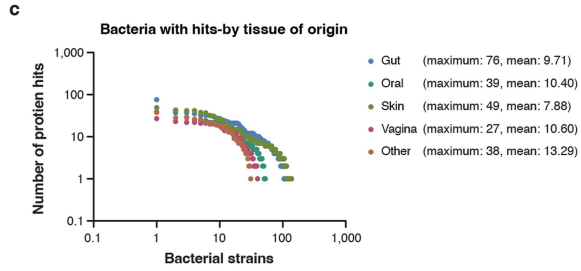 c
Bacteria with hits-by tissue of origin
Number of protien hits
1,000
100
10
1
0.1
0.1 1 10 100 1,000
Bacterial strains
Gut (maximum: 76, mean: 9.71)
Oral (maximum: 39, mean: 10.40)
Skin (maximum: 49, mean: 7.88)
Vagina (maximum: 27, mean: 10.60)
Other (maximum: 38, mean: 13.29)